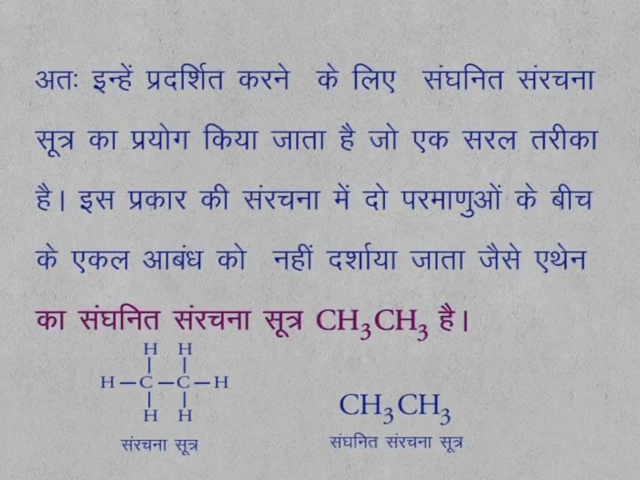 अतः इन्हें प्रदर्शित करने के लिए संघनित संरचना
सूत्र का प्रयोग किया जाता है जो एक सरल तरीका
है। इस प्रकार की संरचना में दो परमाणुओं के बीच
के एकल आबंध को नहीं दर्शाया जाता जैसे एथेन
का संघनित संरचना सूत्र CH₃CH₃ है।
H H
H–C–C–H
H H
संरचना सूत्र
CH₃CH₃
संघनित संरचना सूत्र